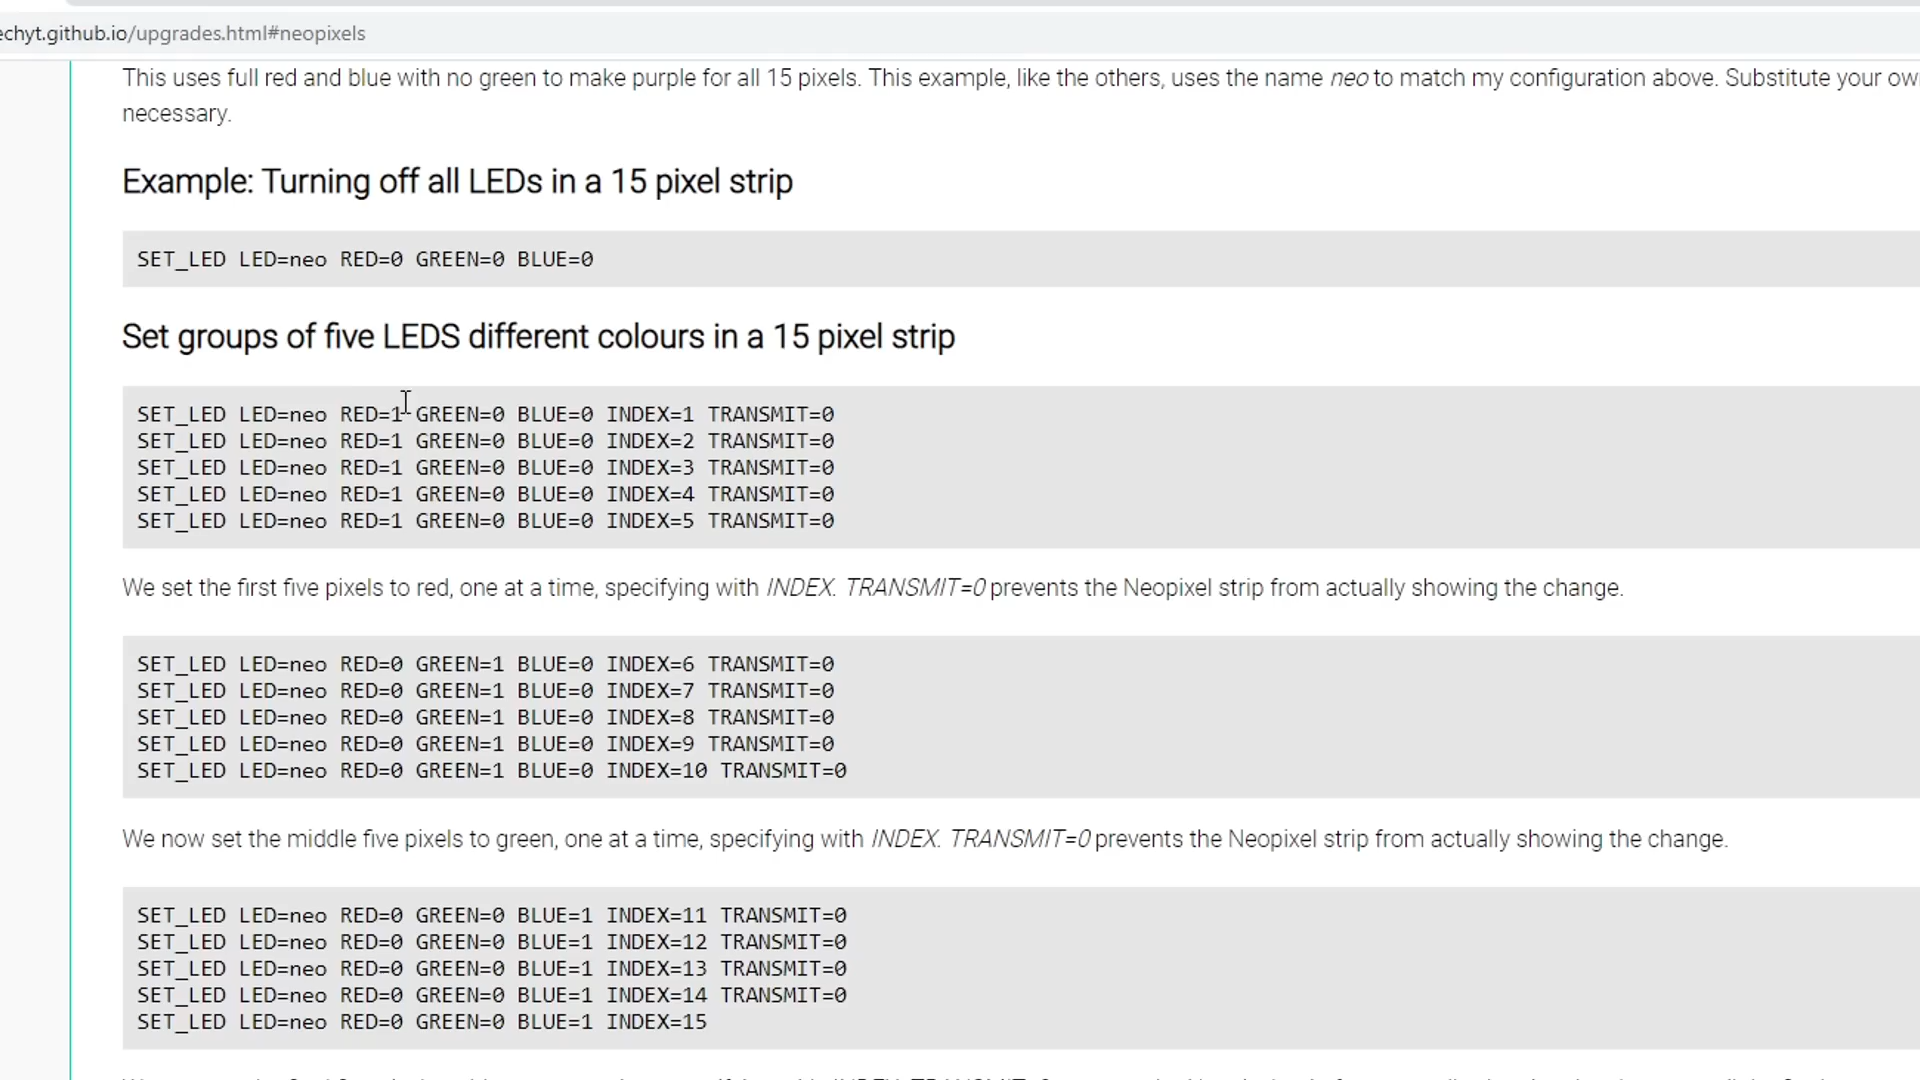 echyt.github.io/upgrades.html#neopixels
This uses full red and blue with no green to make purple for all 15 pixels. This example, like the others, uses the name neo to match my configuration above. Substitute your
necessary.
Example: Turning off all LEDs in a 15 pixel strip
SET_LED LED=neo RED=0 GREEN=0 BLUE=0
Set groups of five LEDS different colours in a 15 pixel strip
SET_LED LED=neo RED=1 GREEN=0 BLUE=0 INDEX=1 TRANSMIT=0
SET_LED LED=neo RED=1 GREEN=0 BLUE=0 INDEX=2 TRANSMIT=0
SET_LED LED=neo RED=1 GREEN=0 BLUE=0 INDEX=3 TRANSMIT=0
SET_LED LED=neo RED=1 GREEN=0 BLUE=0 INDEX=4 TRANSMIT=0
SET_LED LED=neo RED=1 GREEN=0 BLUE=0 INDEX=5 TRANSMIT=0
We set the first five pixels to red, one at a time, specifying with INDEX. TRANSMIT=0 prevents the Neopixel strip from actually showing the change.
SET_LED LED=neo RED=0 GREEN=1 BLUE=0 INDEX=6 TRANSMIT=0
SET_LED LED=neo RED=0 GREEN=1 BLUE=0 INDEX=7 TRANSMIT=0
SET_LED LED=neo RED=0 GREEN=1 BLUE=0 INDEX=8 TRANSMIT=0
SET_LED LED=neo RED=0 GREEN=1 BLUE=0 INDEX=9 TRANSMIT=0
SET_LED LED=neo RED=0 GREEN=1 BLUE=0 INDEX=10 TRANSMIT=0
We now set the middle five pixels to green, one at a time, specifying with INDEX. TRANSMIT=0 prevents the Neopixel strip from actually showing the change.
SET_LED LED=neo RED=0 GREEN=0 BLUE=1 INDEX=11 TRANSMIT=0
SET_LED LED=neo RED=0 GREEN=0 BLUE=1 INDEX=12 TRANSMIT=0
SET_LED LED=neo RED=0 GREEN=0 BLUE=1 INDEX=13 TRANSMIT=0
SET_LED LED=neo RED=0 GREEN=0 BLUE=1 INDEX=14 TRANSMIT=0
SET_LED LED=neo RED=0 GREEN=0 BLUE=1 INDEX=15